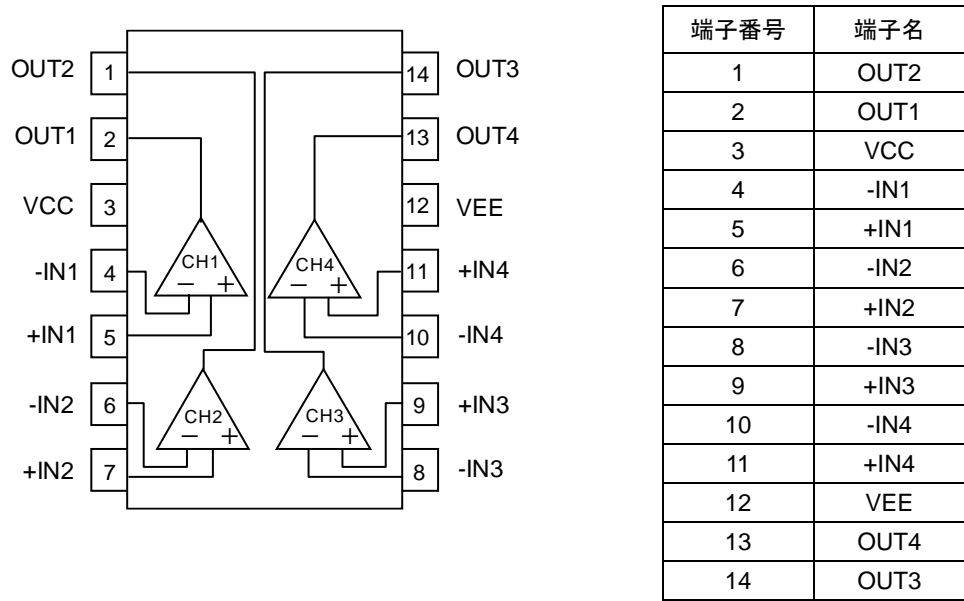 OUT2 1 14 OUT3
OUT1 2 13 OUT4
VCC 3 12 VEE
CH1 CH4
-IN1 4 − + − + 11 +IN4
+IN1 5 10 -IN4
-IN2 6 9 +IN3
CH2 CH3
− + − +
+IN2 7 8 -IN3
端子番号 端子名
1 OUT2
2 OUT1
3 VCC
4 -IN1
5 +IN1
6 -IN2
7 +IN2
8 -IN3
9 +IN3
10 -IN4
11 +IN4
12 VEE
13 OUT4
14 OUT3